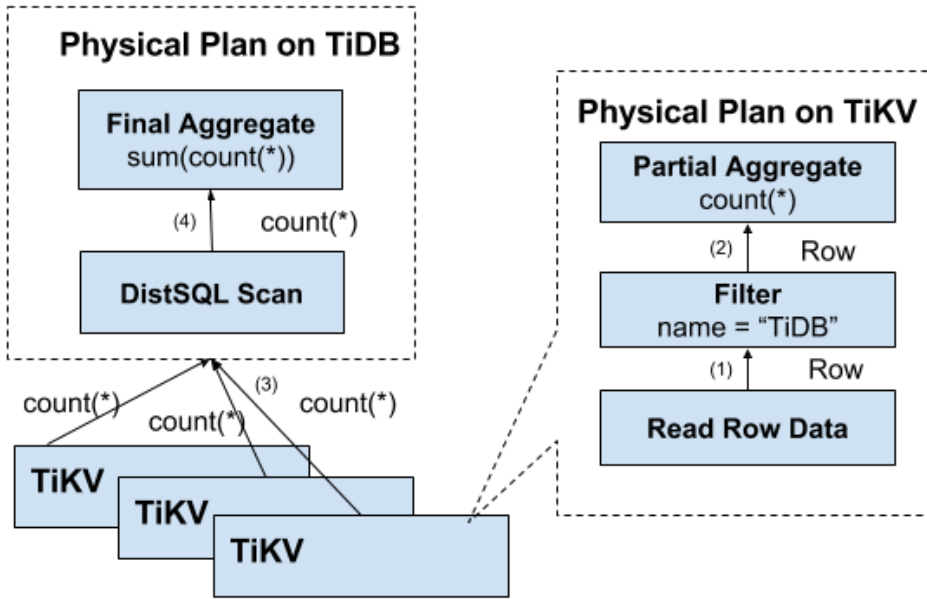 Physical Plan on TiDB
Final Aggregate
sum(count(*))
(4)
count(*)
DistSQL Scan
(3)
count(*)
count(*)
count(*)
TiKV
TiKV
TiKV
Physical Plan on TiKV
Partial Aggregate
count(*)
(2)
Row
Filter
name = “TiDB”
(1)
Row
Read Row Data